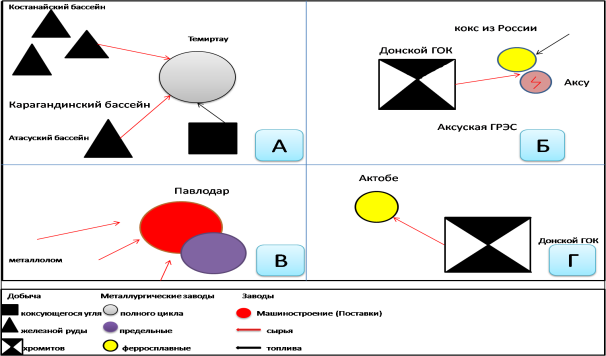 Костанайский бассейн
Темиртау
Карагандинский бассейн
Атасуский бассейн
А
кокс из России
Донской ГОК
Аксу
Аксуская ГРЭС
Б
Павлодар
металлолом
В
Актобе
Донской ГОК
Г
Добыча Металлургические заводы Заводы
коксующегося угля полного цикла Машиностроение (Поставки)
железной руды предельные сырья
хромитов ферросплавные топлива